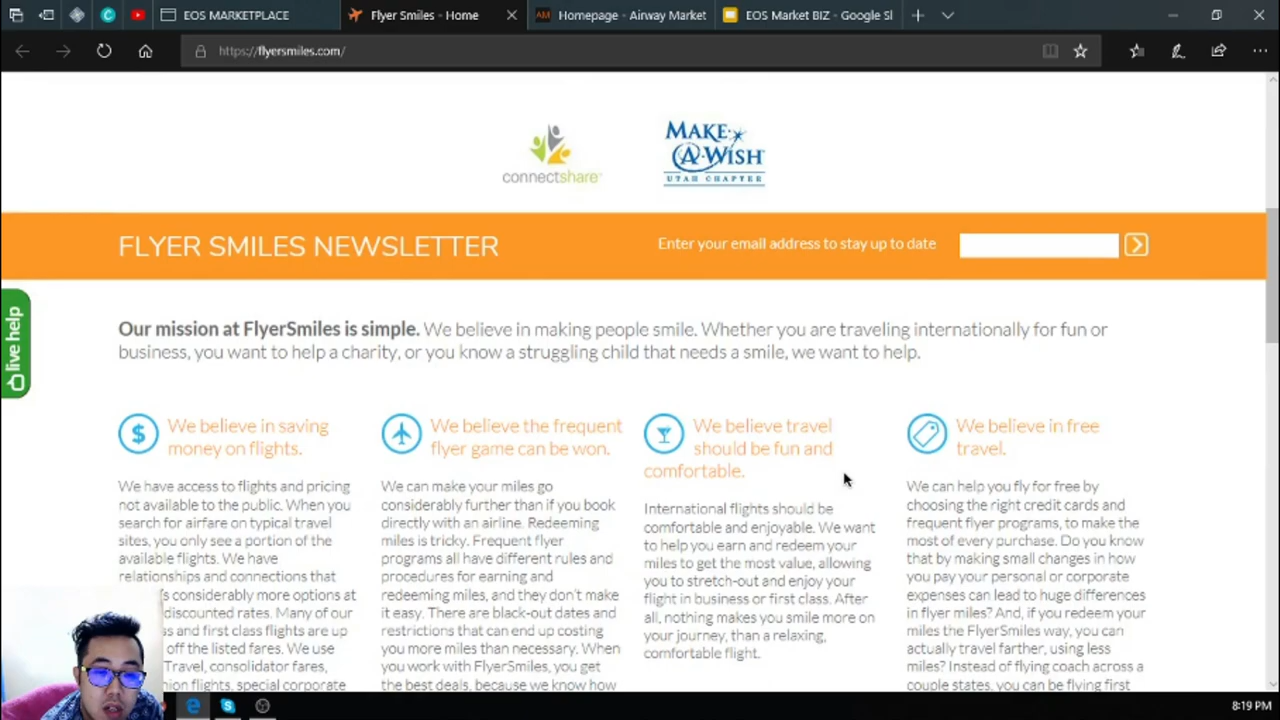 EOS MARKETPLACE
Flyer Smiles - Home
AM
Homepage - Airway Market
EOS Market BIZ - Google Sl
https://flyersmiles.com/
connectshare
MAKE
A WISH
UTAH CHAPTER
FLYER SMILES NEWSLETTER
Enter your email address to stay up to date
live help
Our mission at FlyerSmiles is simple. We believe in making people smile. Whether you are traveling internationally for fun or
business, you want to help a charity, or you know a struggling child that needs a smile, we want to help.
$
We believe in saving
money on flights.
We have access to flights and pricing
not available to the public. When you
search for airfare on typical travel
sites, you only see a portion of the
available flights. We have
relationships and connections that
considerably more options at
discounted rates. Many of our
and first class flights are up
off the listed fares. We use
Travel, consolidator fares,
flights, special corporate
We believe the frequent
flyer game can be won.
We can make your miles go
considerably further than if you book
directly with an airline. Redeeming
miles is tricky. Frequent flyer
programs all have different rules and
procedures for earning and
redeeming miles, and they don't make
it easy. There are black-out dates and
restrictions that can end up costing
you more miles than necessary. When
you work with FlyerSmiles, you get
the best deals, because we know how
We believe travel
should be fun and
comfortable.
International flights should be
comfortable and enjoyable. We want
to help you earn and redeem your
miles to get the most value, allowing
you to stretch-out and enjoy your
flight in business or first class. After
all, nothing makes you smile more on
your journey, than a relaxing,
comfortable flight.
We believe in free
travel.
We can help you fly for free by
choosing the right credit cards and
frequent flyer programs, to make the
most of every purchase. Do you know
that by making small changes in how
you pay your personal or corporate
expenses can lead to huge differences
in flyer miles? And, if you redeem your
miles the FlyerSmiles way, you can
actually travel farther, using less
miles? Instead of flying coach across a
couple states, you can be flying first
8:19 PM